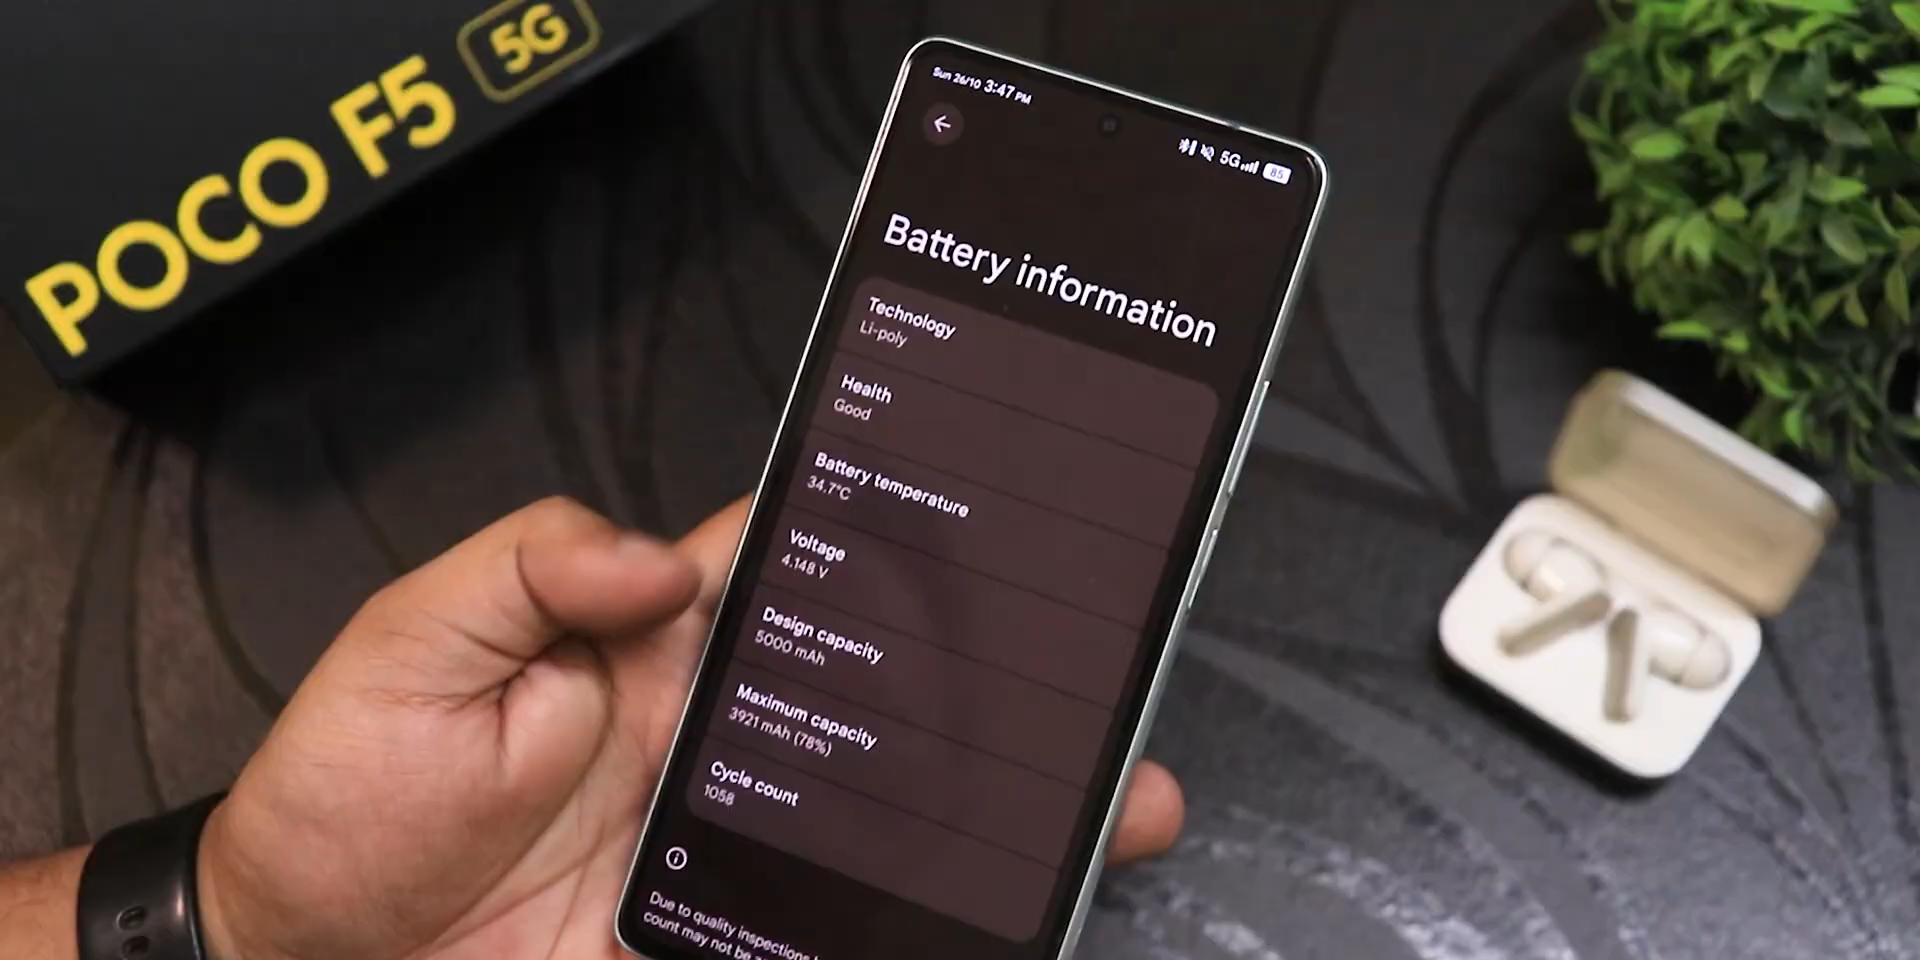 POCO F5 5G
Sun 26/10 3:47 PM
5G 85
Battery information
Technology
Li-poly
Health
Good
Battery temperature
34.7°C
Voltage
4.148 V
Design capacity
5000 mAh
Maximum capacity
3921 mAh (78%)
Cycle count
1058
Due to quality inspections
count may not be